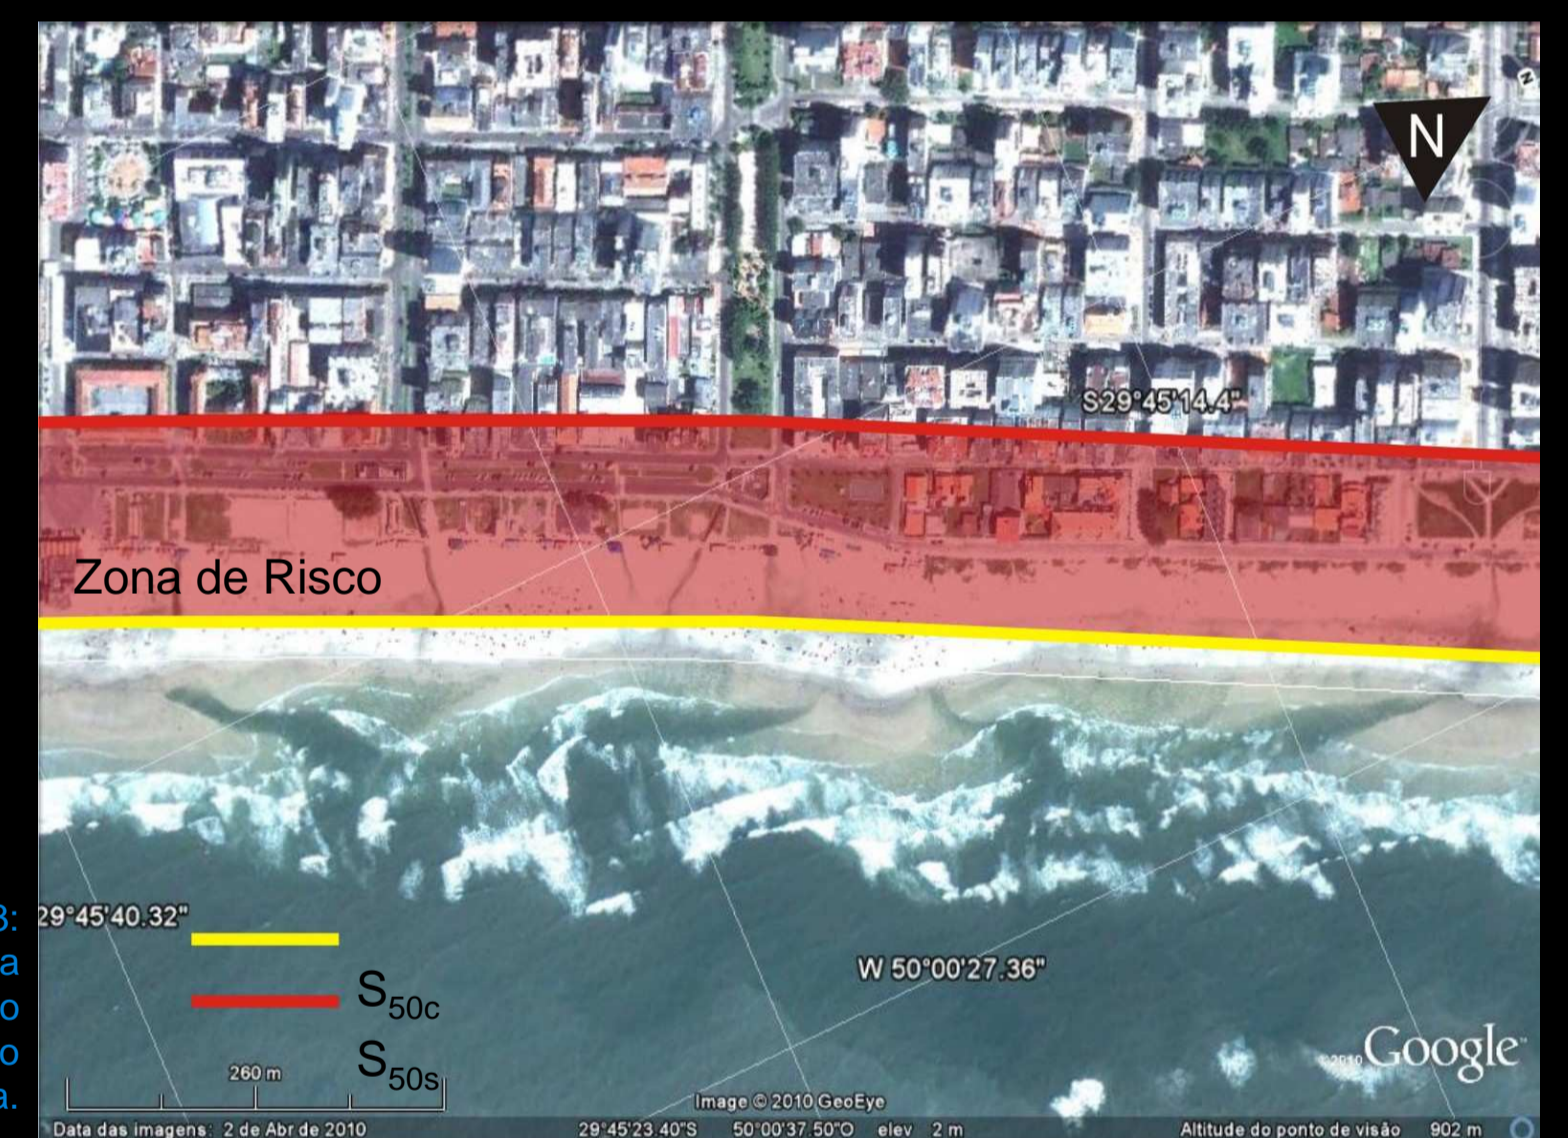 N
S29°45'14.4"
Zona de Risco
29°45'40.32"
W 50°00'27.36"
3:
a
o
o
a.
S50c
S50s
260 m
©2010 Google
Image © 2010 GeoEye
Data das imagens: 2 de Abr de 2010
29°45'23.40"S 50°00'37.50"O elev 2 m
Altitude do ponto de visão 902 m